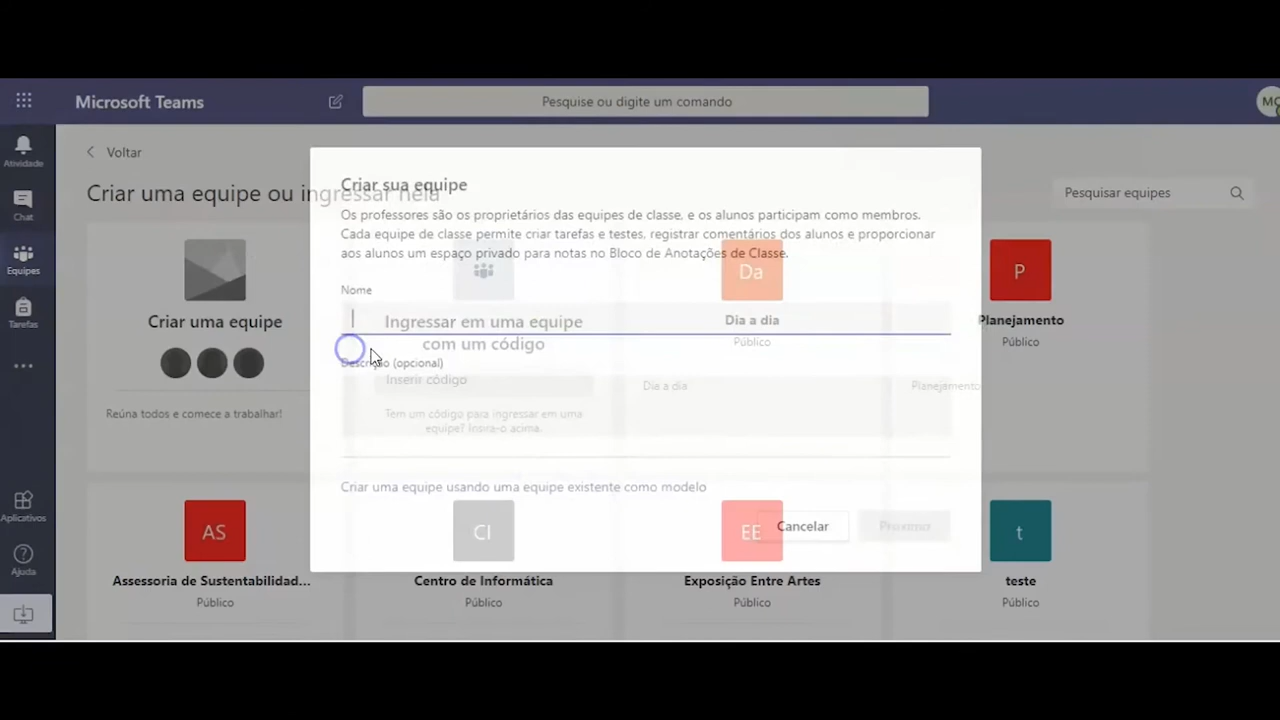 Microsoft Teams
Pesquise ou digite um comando
MC
Atividade
Chat
Equipes
Tarefas
Aplicativos
Ajuda
Voltar
Criar uma equipe ou ingressar nela
Pesquisar equipes
Criar sua equipe
Os professores são os proprietários das equipes de classe, e os alunos participam como membros.
Cada equipe de classe permite criar tarefas e testes, registrar comentários dos alunos e proporcionar
aos alunos um espaço privado para notas no Bloco de Anotações de Classe.
Nome
Descrição (opcional)
Criar uma equipe usando uma equipe existente como modelo
Cancelar
Próximo
Criar uma equipe
Reúna todos e comece a trabalhar!
Ingressar em uma equipe
com um código
Inserir código
Tem um código para ingressar em uma
equipe? Insira-o acima.
Da
Dia a dia
Público
Dia a dia
P
Planejamento
Público
Planejamento
AS
Assessoria de Sustentabilidad...
Público
CI
Centro de Informática
Público
EE
Exposição Entre Artes
Público
t
teste
Público